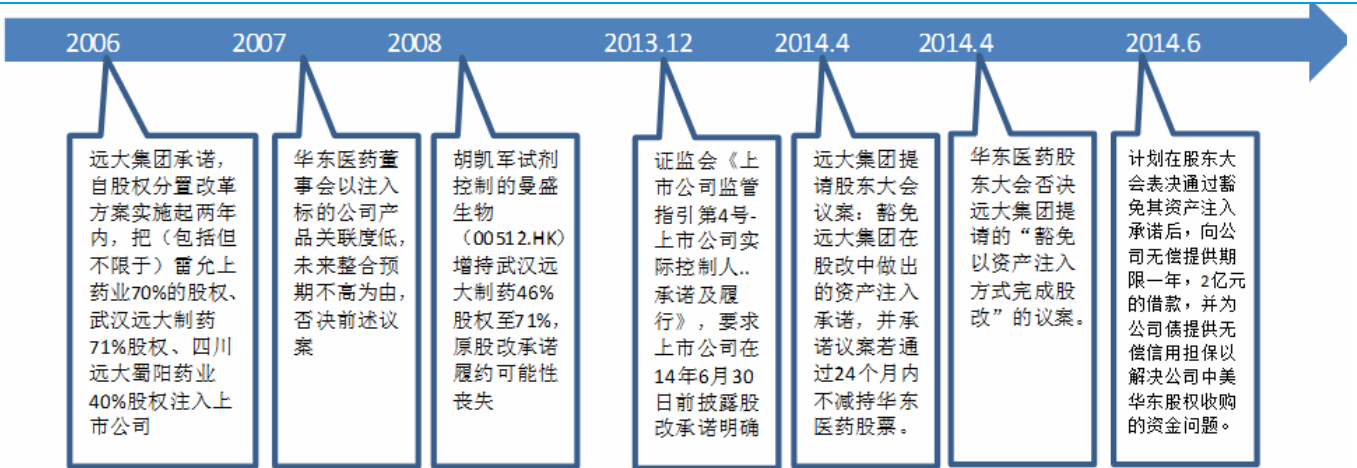 2006
2007
2008
2013.12
2014.4
2014.4
2014.6
远大集团承诺，
自股权分置改革
方案实施起两年
内，把（包括但
不限于）雷允上
药业70%的股权、
武汉远大制药
71%股权、四川
远大蜀阳药业
40%股权注入上
市公司
华东医药董
事会以注入
标的公司产
品关联度低，
未来整合预
期不高为由，
否决前述议
案
胡凯军试剂
控制的曼盛
生物
（00512.HK）
增持武汉远
大制药46%
股权至71%，
原股改承诺
履约可能性
丧失
证监会《上
市公司监管
指引第4号-
上市公司实
际控制人..
承诺及履
行》，要求
上市公司在
14年6月30
日前披露股
改承诺明确
远大集团提
请股东大会
议案：豁免
远大集团在
股改中做出
的资产注入
承诺，并承
诺议案若通
过24个月内
不减持华东
医药股票。
华东医药股
东大会否决
远大集团提
请的“豁免
以资产注入
方式完成股
改”的议案。
计划在股东大
会表决通过豁
免其资产注入
承诺后，向公
司无偿提供期
限一年，2亿元
的借款，并为
公司债提供无
偿信用担保以
解决公司中美
华东股权收购
的资金问题。